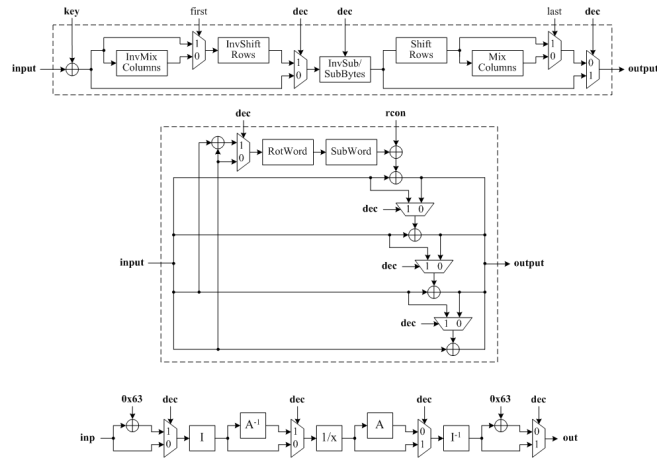 key first dec dec last dec
input InvMix Columns 1 0 InvShift Rows 1 0 InvSub/ SubBytes Shift Rows Mix Columns 1 0 0 1 output
dec rcon
1 0 RotWord SubWord
dec 1 0
input dec 1 0 output
dec 1 0
0x63 dec dec dec 0x63 dec
inp 1 0 I A⁻¹ 1 0 1/x A 0 1 I⁻¹ 0 1 out